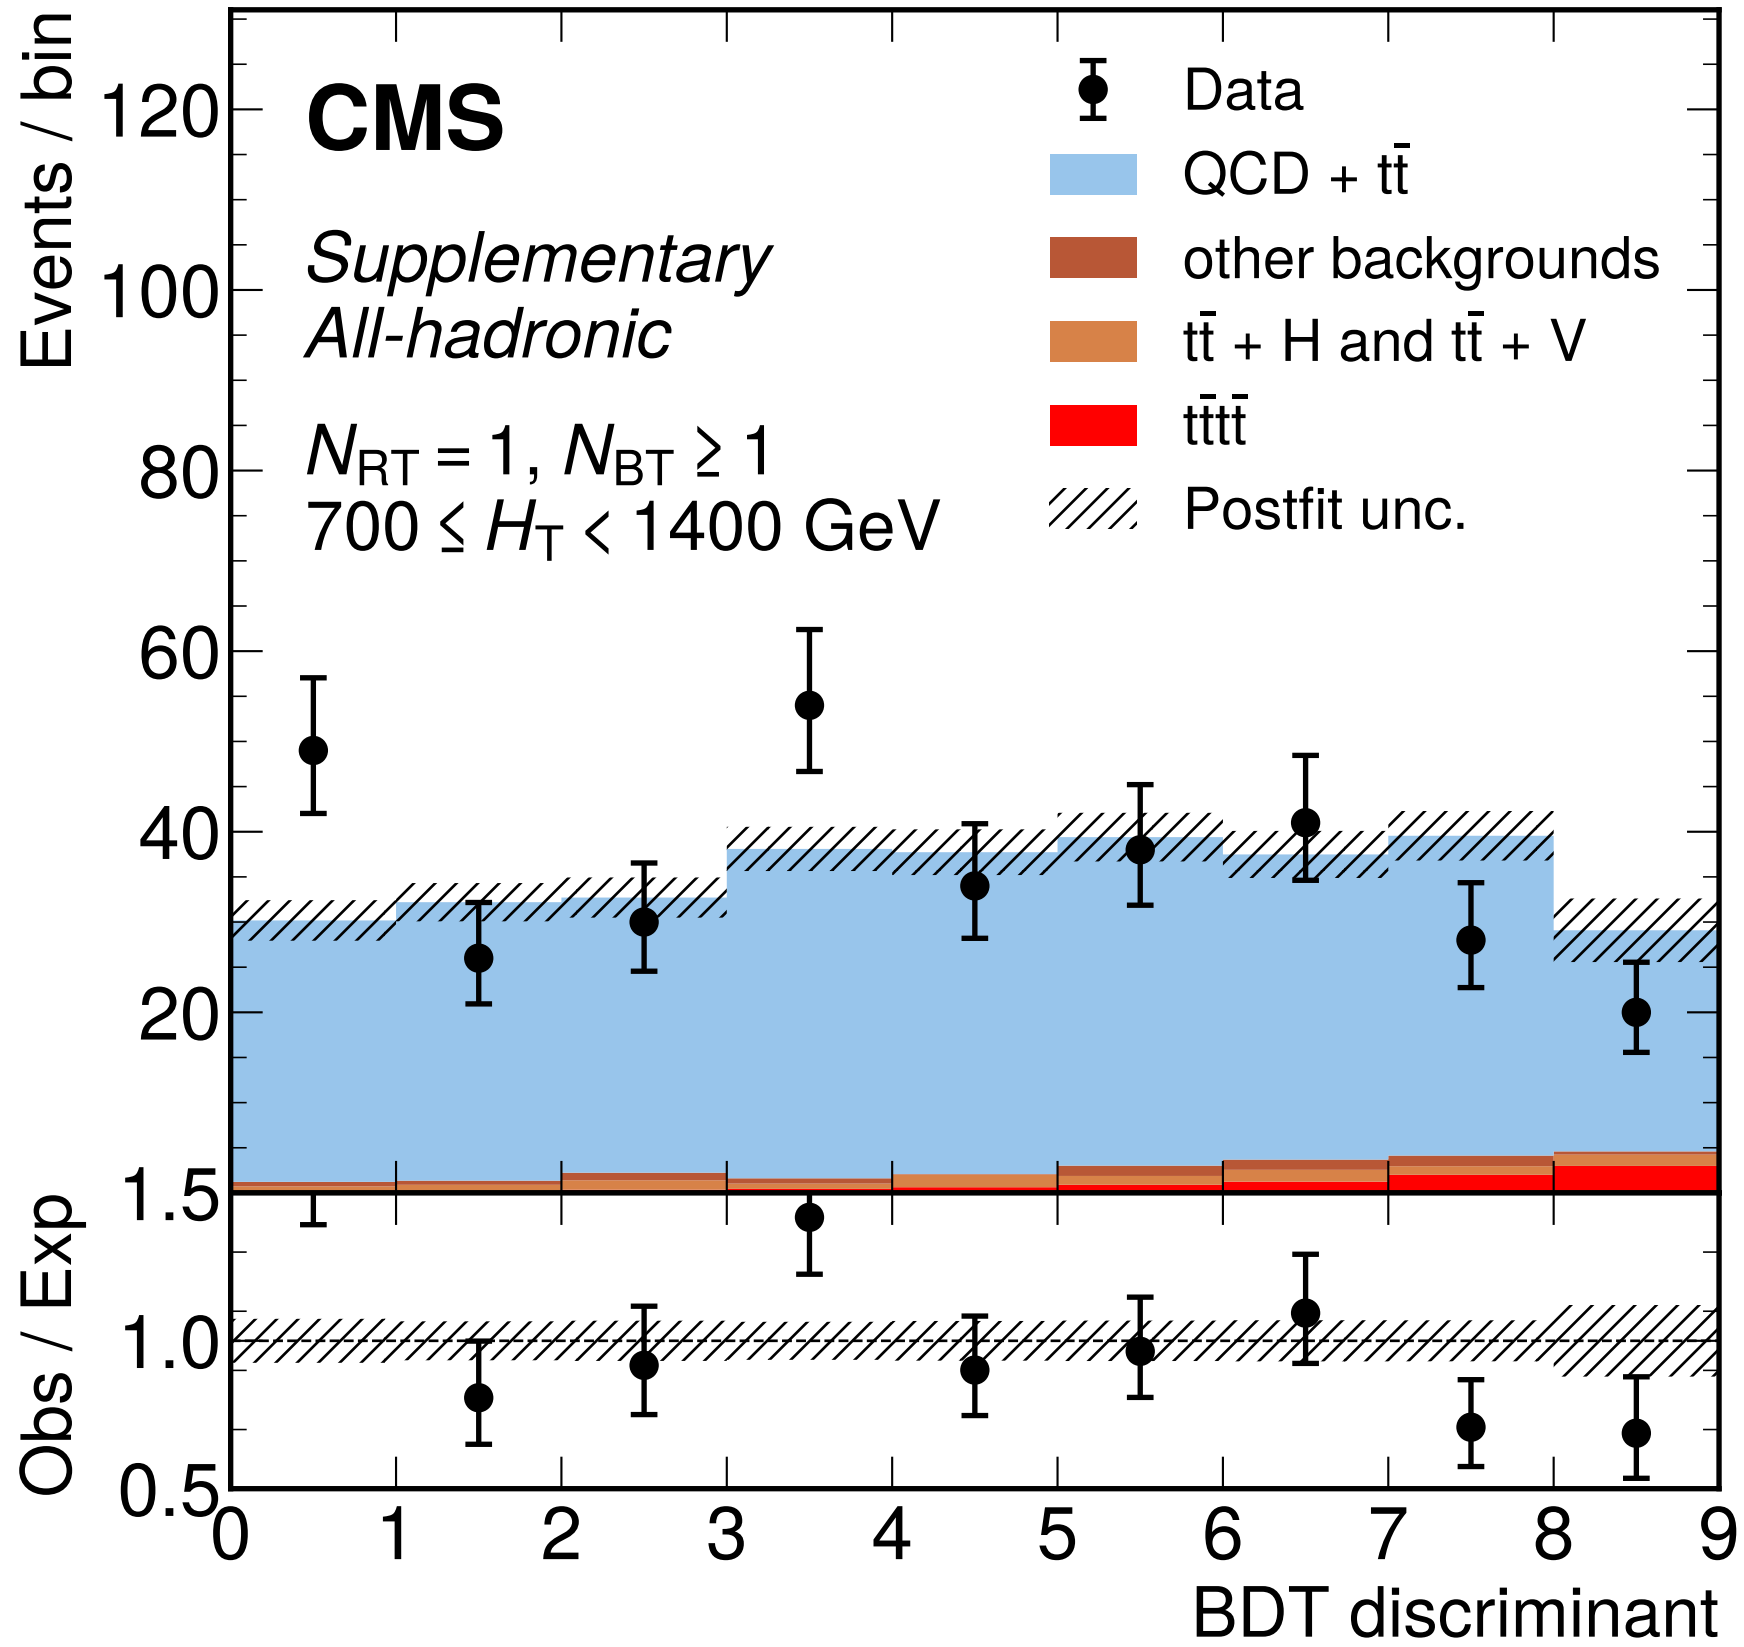 Events / bin
120
100
80
60
40
20
CMS
Supplementary
All-hadronic
N_RT = 1, N_BT ≥ 1
700 ≤ H_T < 1400 GeV
Data
QCD + tt̄
other backgrounds
tt̄ + H and tt̄ + V
tt̄tt̄
Postfit unc.
Obs / Exp
1.5
1.0
0.5
0 1 2 3 4 5 6 7 8 9
BDT discriminant